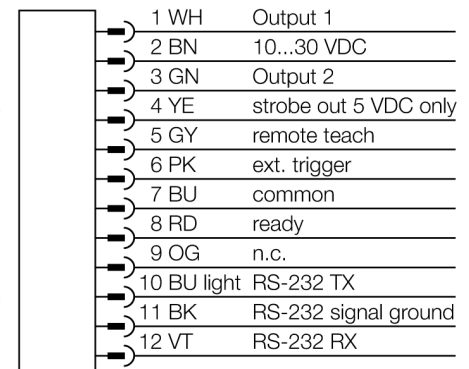 1 WH Output 1
2 BN 10...30 VDC
3 GN Output 2
4 YE strobe out 5 VDC only
5 GY remote teach
6 PK ext. trigger
7 BU common
8 RD ready
9 OG n.c.
10 BU light RS-232 TX
11 BK RS-232 signal ground
12 VT RS-232 RX